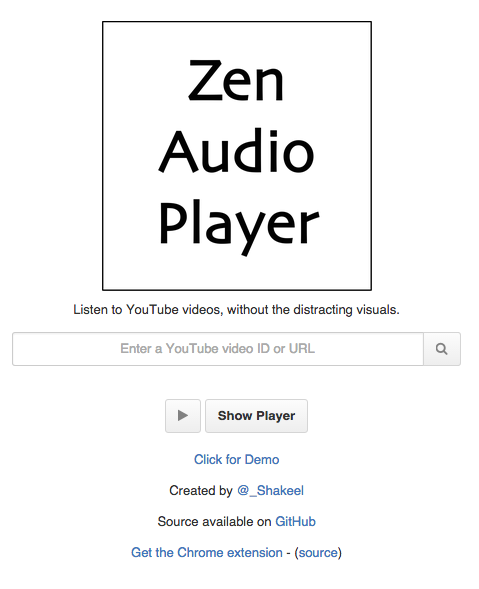 Zen
Audio
Player
Listen to YouTube videos, without the distracting visuals.
Enter a YouTube video ID or URL
Show Player
Click for Demo
Created by @_Shakeel
Source available on GitHub
Get the Chrome extension - (source)